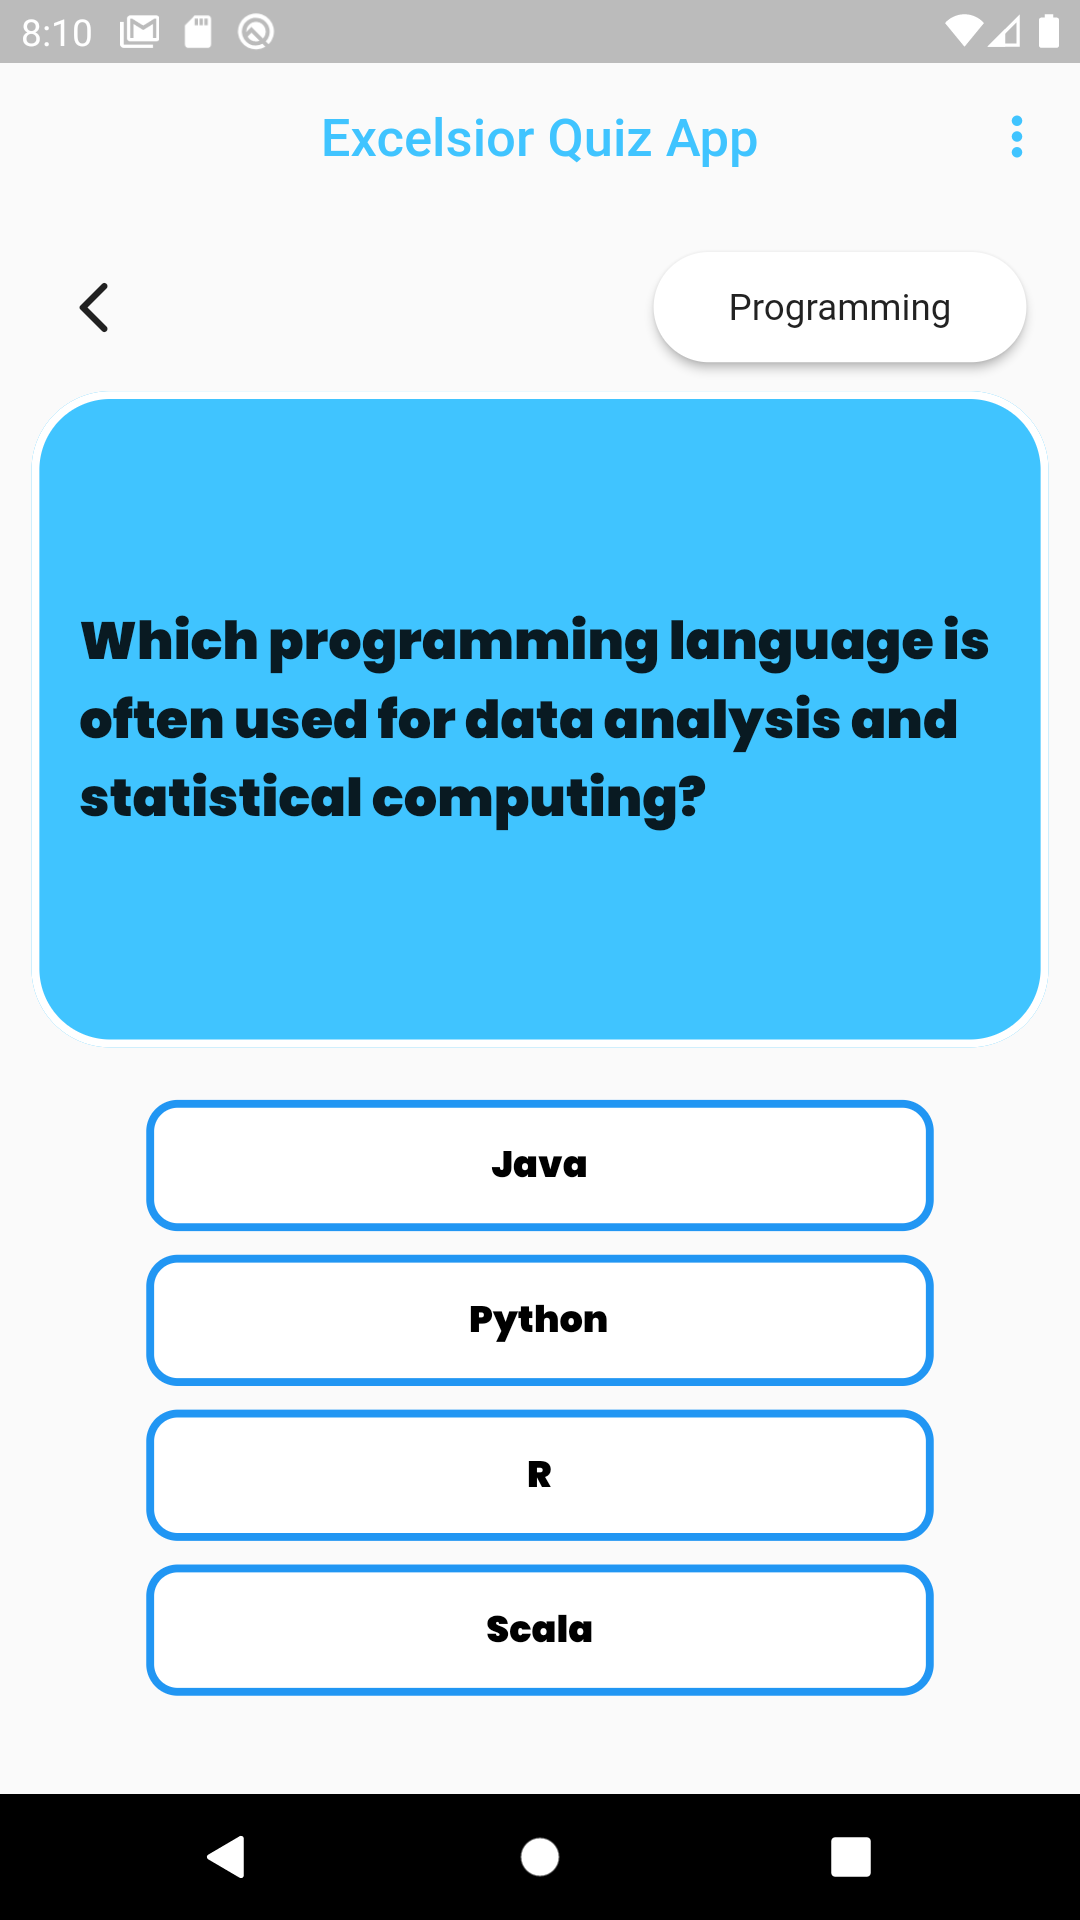 8:10
Excelsior Quiz App
Programming
Which programming language is
often used for data analysis and
statistical computing?
Java
Python
R
Scala